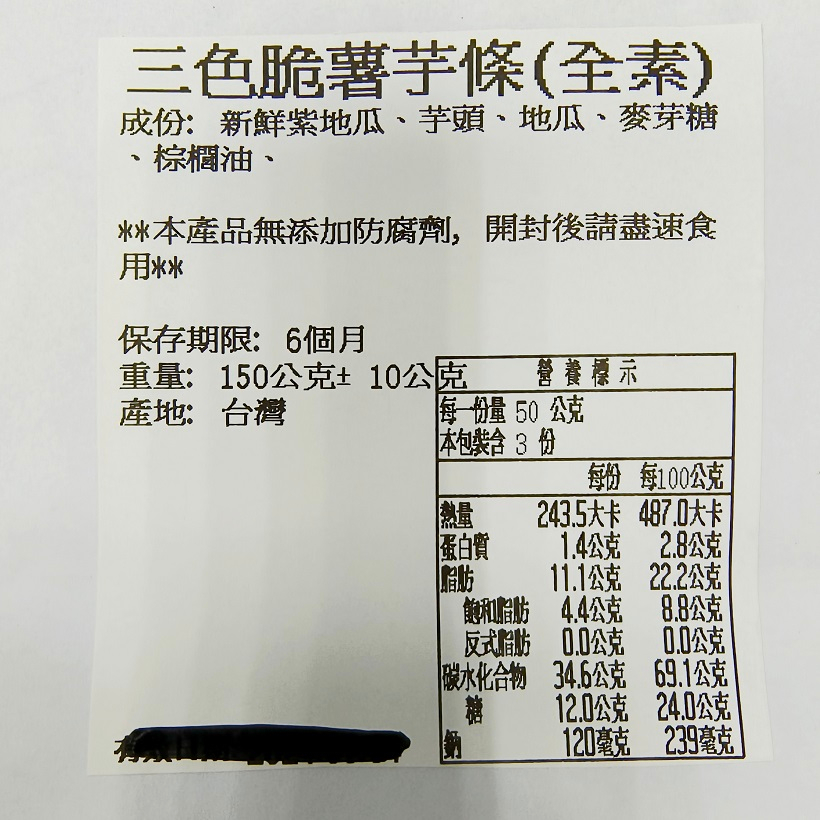 三色脆薯芋條(全素)
成份: 新鮮紫地瓜、芋頭、地瓜、麥芽糖
、棕櫚油、
**本產品無添加防腐劑, 開封後請盡速食
用**
保存期限: 6個月
重量: 150公克± 10公克
產地: 台灣
營養標示
每一份量 50 公克
本包裝含 3 份
每份 每100公克
熱量 243.5大卡 487.0大卡
蛋白質 1.4公克 2.8公克
脂肪 11.1公克 22.2公克
飽和脂肪 4.4公克 8.8公克
反式脂肪 0.0公克 0.0公克
碳水化合物 34.6公克 69.1公克
糖 12.0公克 24.0公克
鈉 120毫克 239毫克